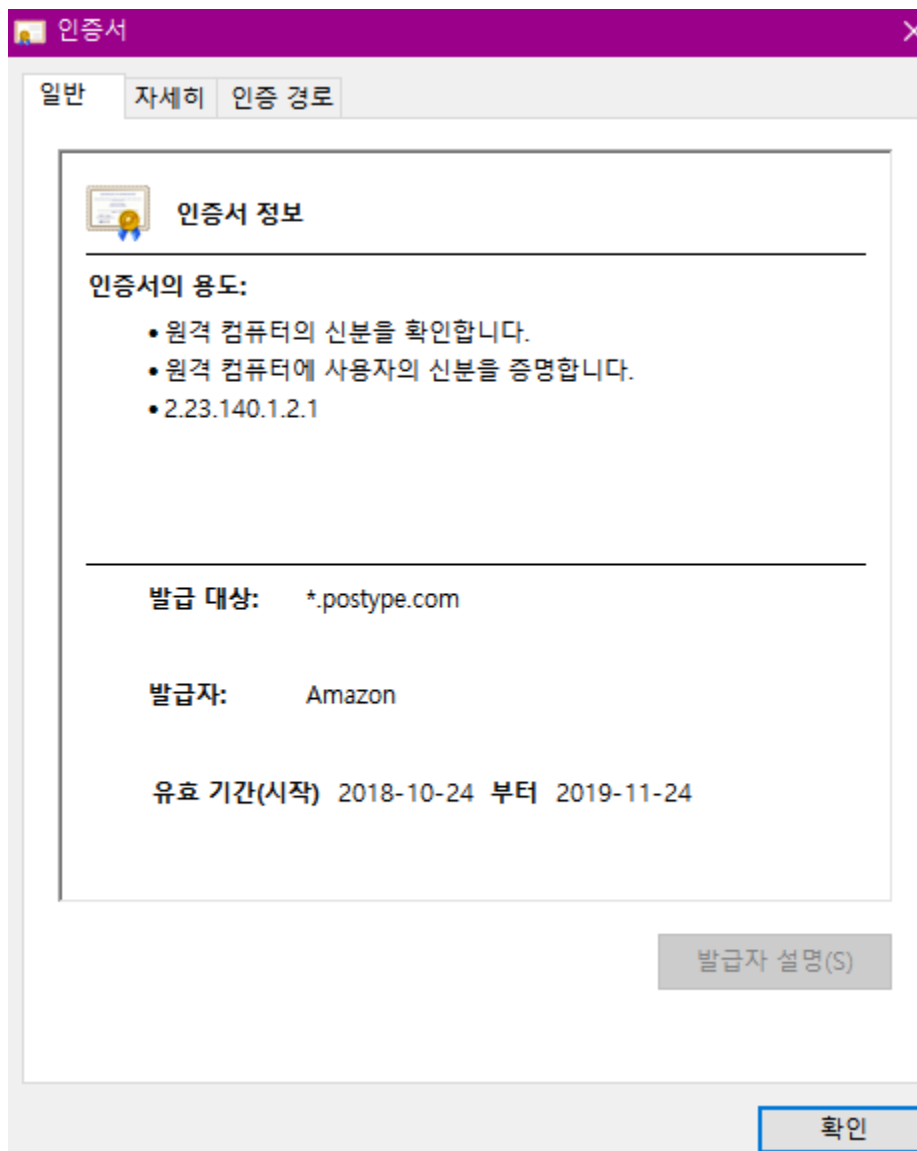 인증서
일반 자세히 인증 경로
인증서 정보
인증서의 용도:
• 원격 컴퓨터의 신분을 확인합니다.
• 원격 컴퓨터에 사용자의 신분을 증명합니다.
• 2.23.140.1.2.1
발급 대상: *.postype.com
발급자: Amazon
유효 기간(시작) 2018-10-24 부터 2019-11-24
발급자 설명(S)
확인